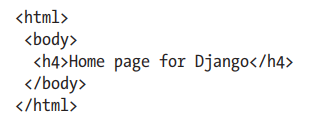 <html>
 <body>
  <h4>Home page for Django</h4>
 </body>
</html>